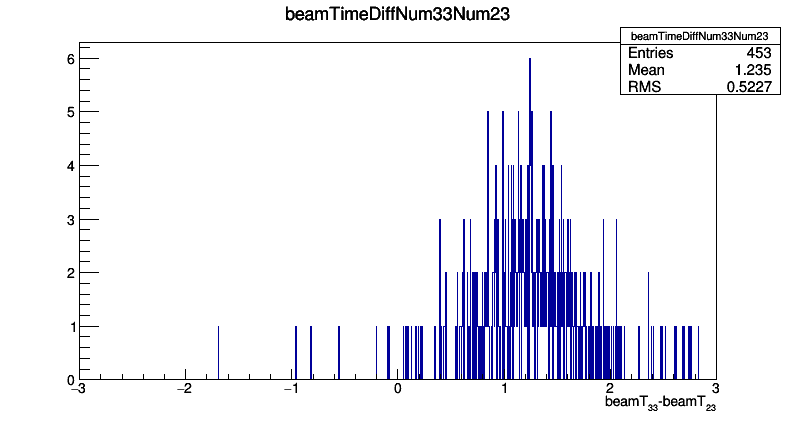 beamTimeDiffNum33Num23
beamTimeDiffNum33Num23
Entries 453
Mean 1.235
RMS 0.5227
6
5
4
3
2
1
0
−3 −2 −1 0 1 2 3
beamT33-beamT23